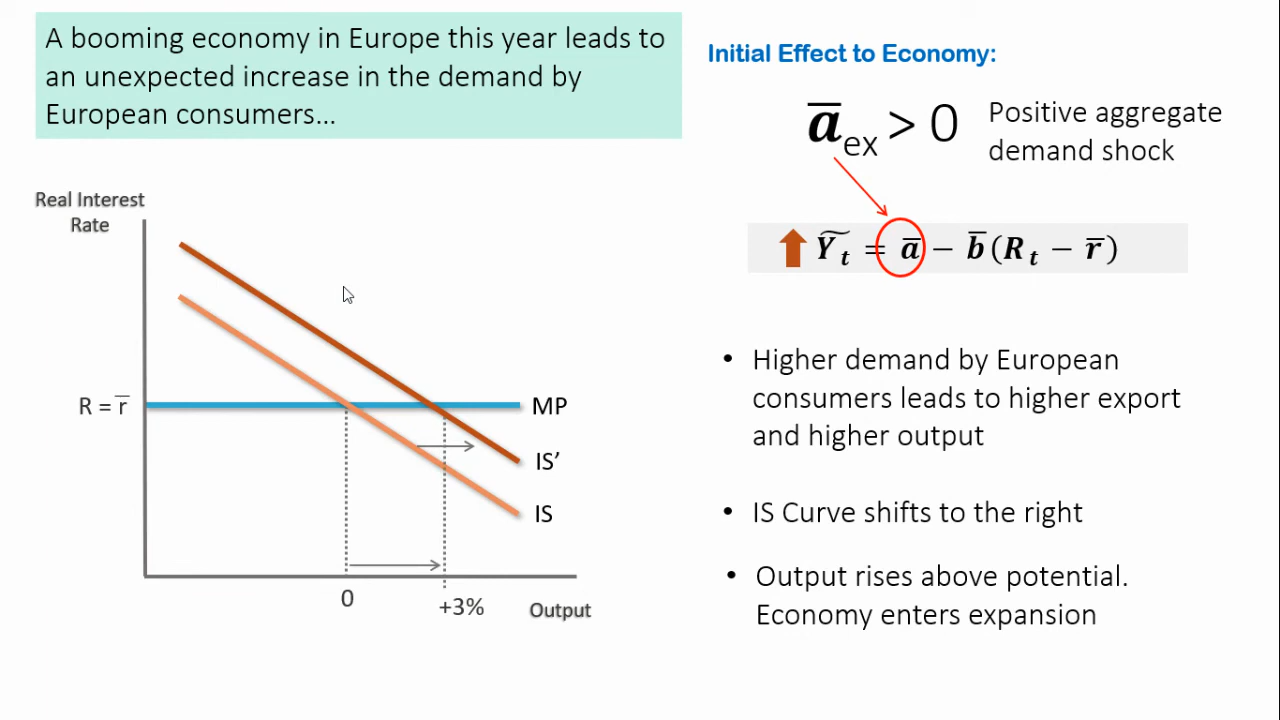 A booming economy in Europe this year leads to
an unexpected increase in the demand by
European consumers…
Initial Effect to Economy:
a̅ex > 0
Positive aggregate
demand shock
Ỹt = a̅ − b̅(Rt − r̅)
Real Interest
Rate
R = r̅
MP
IS’
IS
0
+3%
Output
• Higher demand by European
consumers leads to higher export
and higher output
• IS Curve shifts to the right
• Output rises above potential.
Economy enters expansion